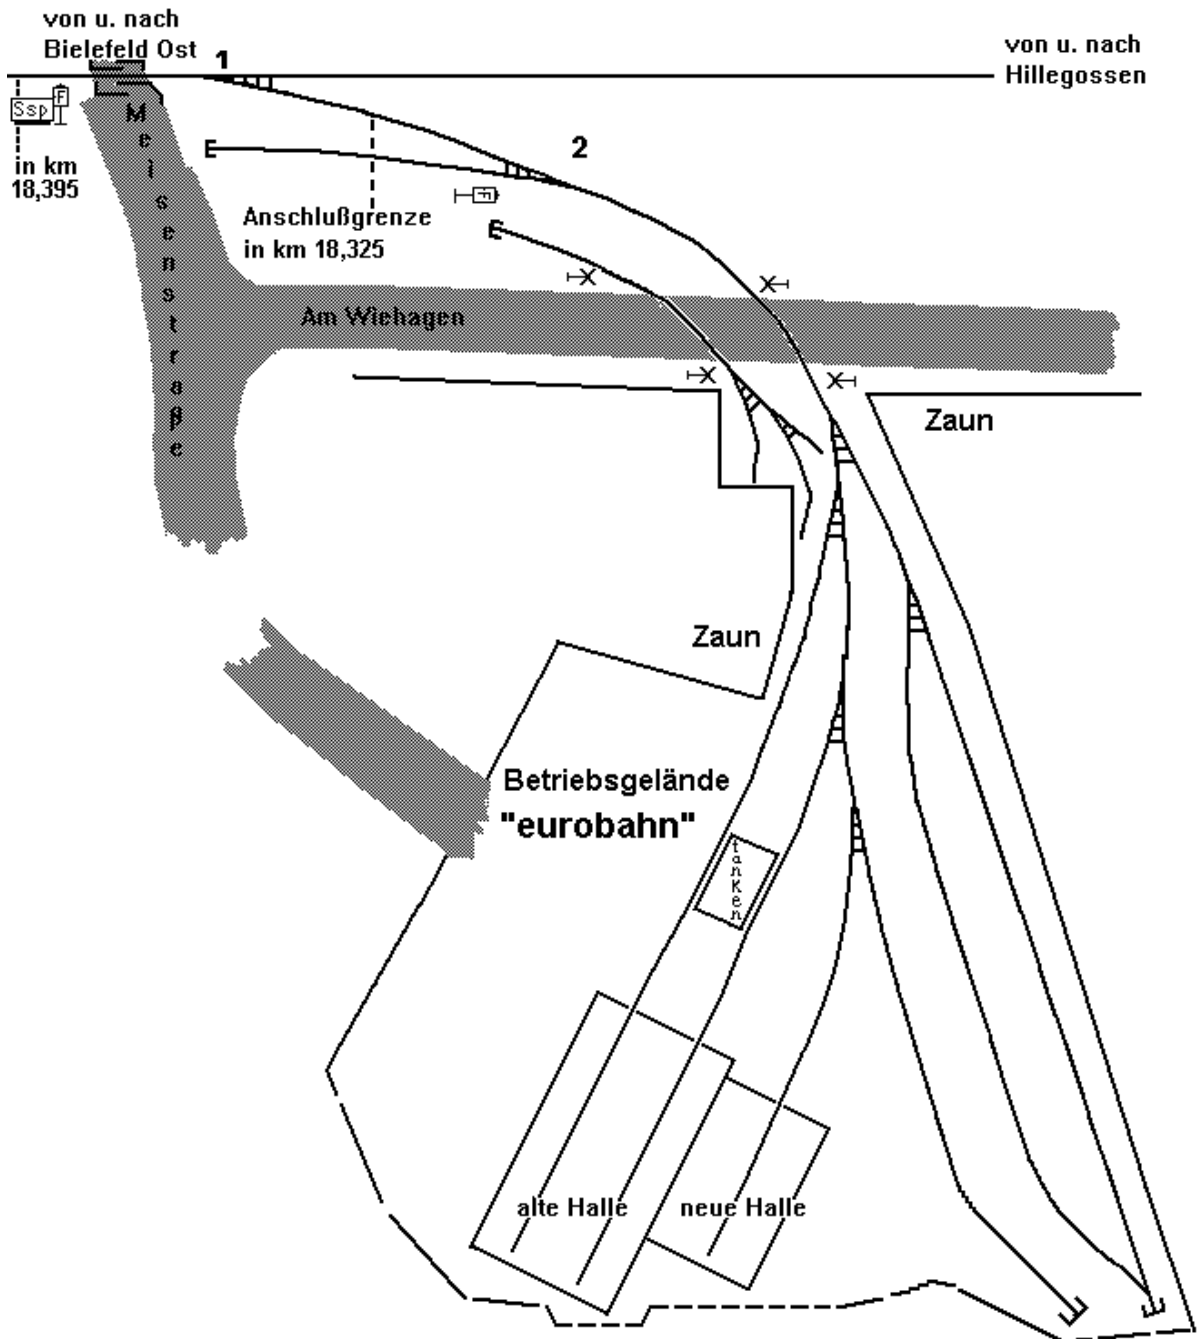 von u. nach
Bielefeld Ost
1
von u. nach
Hillegossen
Ssp
F
in km
18,395
Meisenstraße
2
F
Anschlußgrenze
in km 18,325
Am Wiehagen
Zaun
Zaun
Betriebsgelände
"eurobahn"
tanken
alte Halle
neue Halle